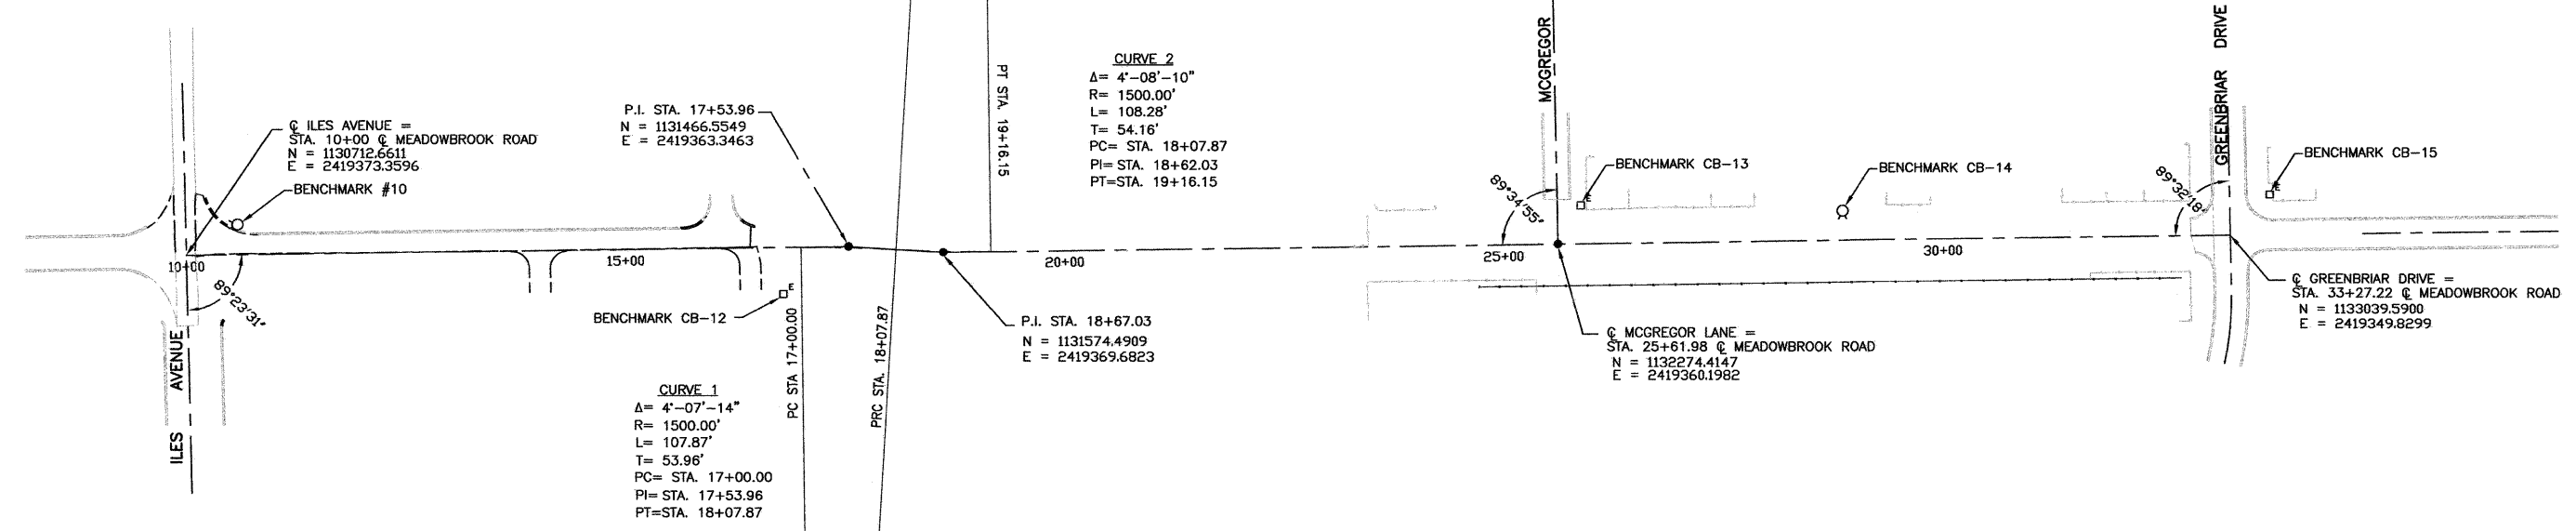 ℄ ILES AVENUE =
STA. 10+00 ℄ MEADOWBROOK ROAD
N = 1130712.6611
E = 2419373.3596
BENCHMARK #10
10+00
89°23'31"
ILES AVENUE
15+00
P.I. STA. 17+53.96
N = 1131466.5549
E = 2419363.3463
BENCHMARK CB-12
E
CURVE 1
Δ= 4°-07'-14"
R= 1500.00'
L= 107.87'
T= 53.96'
PC= STA. 17+00.00
PI= STA. 17+53.96
PT=STA. 18+07.87
PC STA 17+00.00
PRC STA. 18+07.87
PT STA. 19+16.15
CURVE 2
Δ= 4°-08'-10"
R= 1500.00'
L= 108.28'
T= 54.16'
PC= STA. 18+07.87
PI= STA. 18+62.03
PT=STA. 19+16.15
20+00
P.I. STA. 18+67.03
N = 1131574.4909
E = 2419369.6823
MCGREGOR
89°34'55"
25+00
E
BENCHMARK CB-13
℄ MCGREGOR LANE =
STA. 25+61.98 ℄ MEADOWBROOK ROAD
N = 1132274.4147
E = 2419360.1982
BENCHMARK CB-14
30+00
GREENBRIAR DRIVE
89°32'18"
E
BENCHMARK CB-15
℄ GREENBRIAR DRIVE =
STA. 33+27.22 ℄ MEADOWBROOK ROAD
N = 1133039.5900
E = 2419349.8299